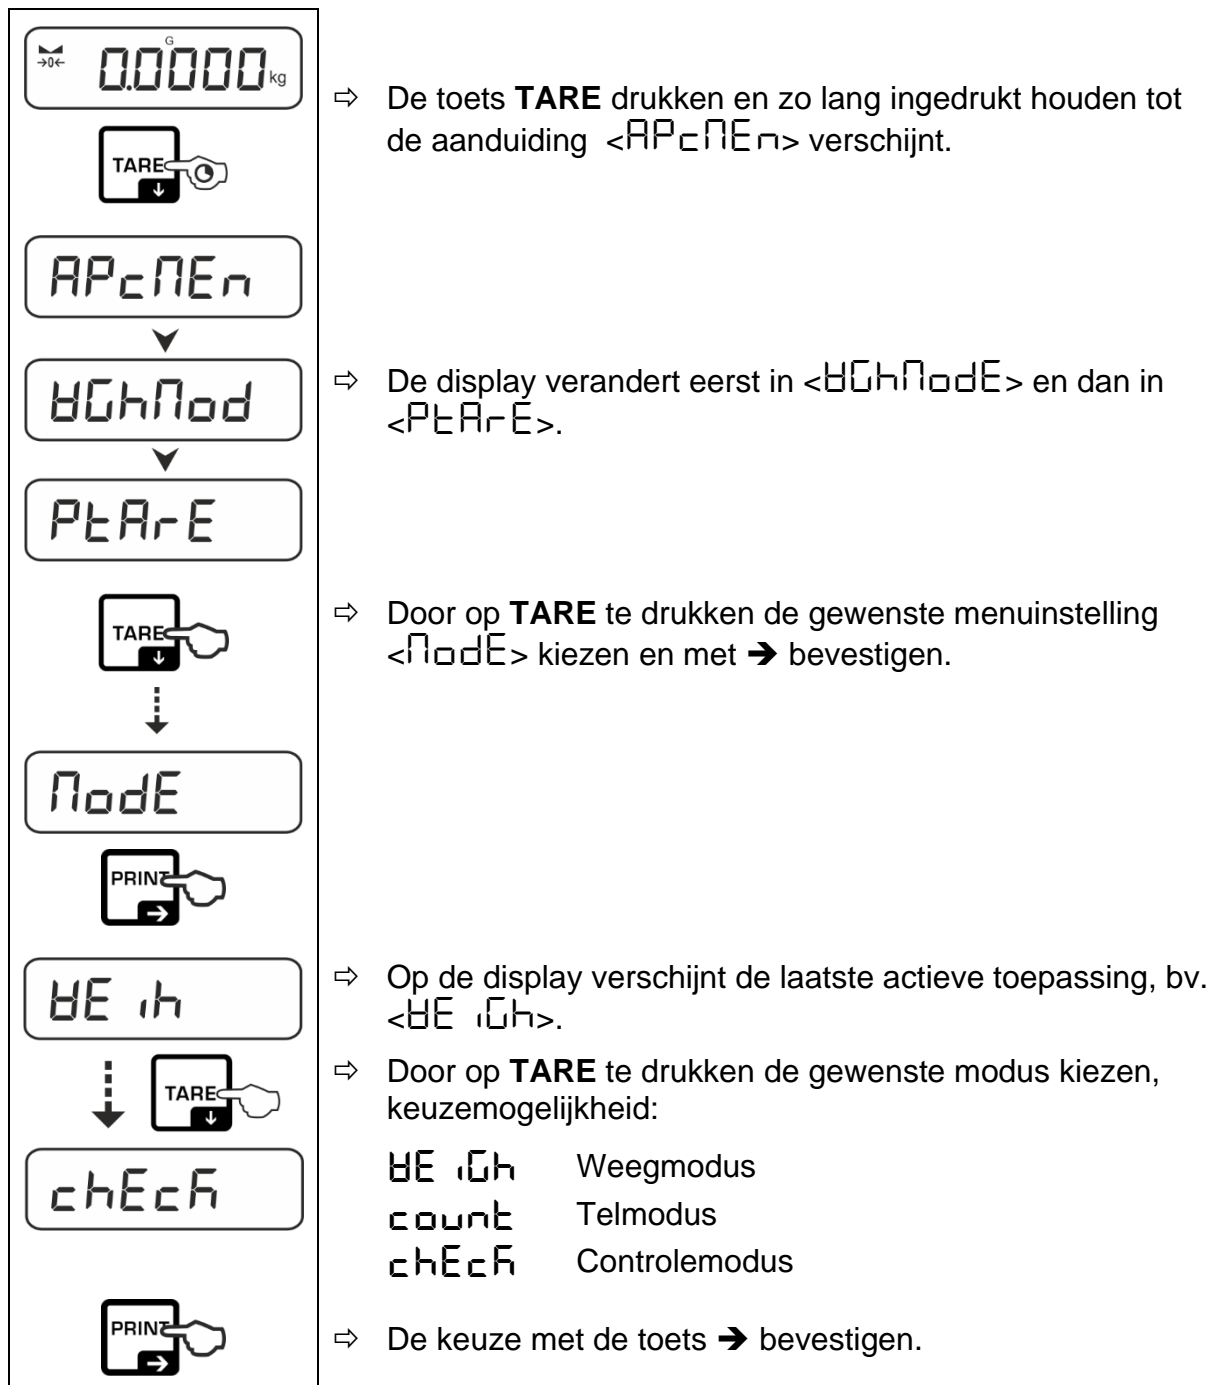 →0←
G
0.0000 kg
TARE
↓
⇨ De toets TARE drukken en zo lang ingedrukt houden tot
de aanduiding <APcMEn> verschijnt.
APcMEn
WGhMod
⇨ De display verandert eerst in <WGhModE> en dan in
<PtArE>.
PtArE
TARE
↓
⇨ Door op TARE te drukken de gewenste menuinstelling
<ModE> kiezen en met ➔ bevestigen.
ModE
PRINT
→
WE ih
⇨ Op de display verschijnt de laatste actieve toepassing, bv.
<WE iGh>.
TARE
↓
⇨ Door op TARE te drukken de gewenste modus kiezen,
keuzemogelijkheid:
chEcK
WE iGh Weegmodus
count Telmodus
chEcK Controlemodus
PRINT
→
⇨ De keuze met de toets ➔ bevestigen.